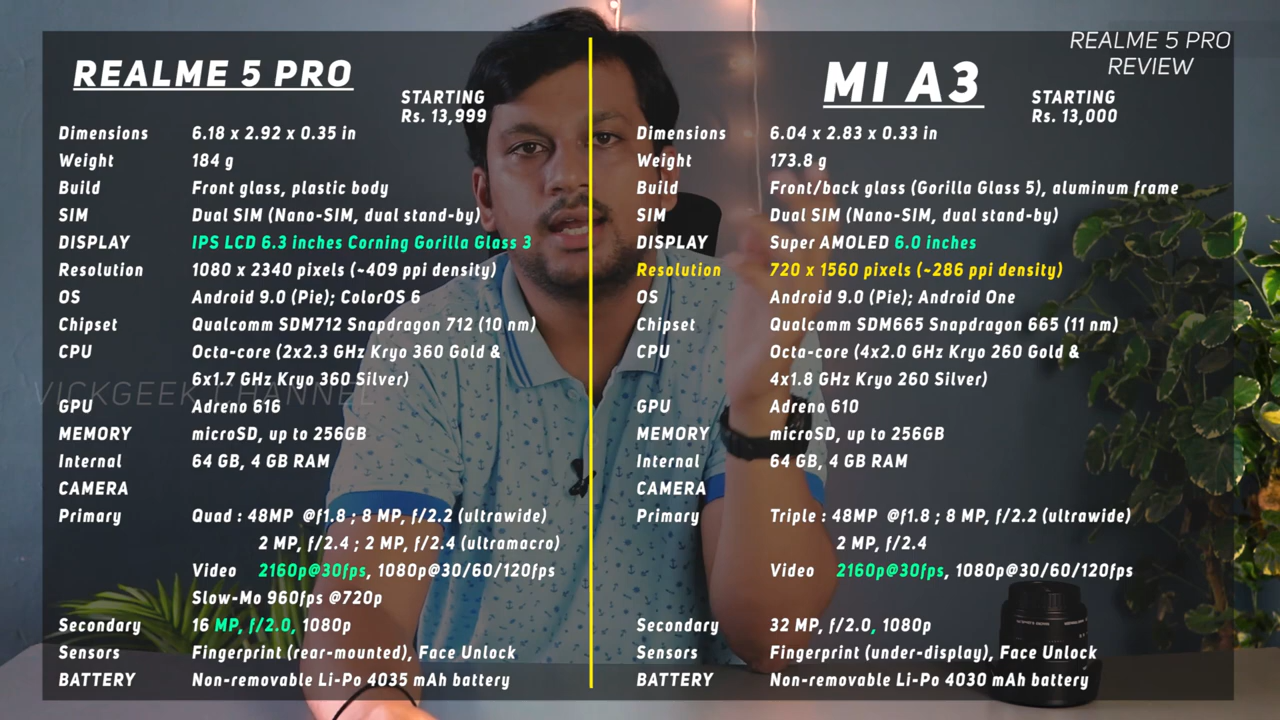 REALME 5 PRO
REVIEW
REALME 5 PRO
STARTING
Rs. 13,999
Dimensions 6.18 x 2.92 x 0.35 in
Weight 184 g
Build Front glass, plastic body
SIM Dual SIM (Nano-SIM, dual stand-by)
DISPLAY IPS LCD 6.3 inches Corning Gorilla Glass 3
Resolution 1080 x 2340 pixels (~409 ppi density)
OS Android 9.0 (Pie); ColorOS 6
Chipset Qualcomm SDM712 Snapdragon 712 (10 nm)
CPU Octa-core (2x2.3 GHz Kryo 360 Gold &
6x1.7 GHz Kryo 360 Silver)
VICKGEEK CHANNEL
GPU Adreno 616
MEMORY microSD, up to 256GB
Internal 64 GB, 4 GB RAM
CAMERA
Primary Quad : 48MP @f1.8 ; 8 MP, f/2.2 (ultrawide)
2 MP, f/2.4 ; 2 MP, f/2.4 (ultramacro)
Video 2160p@30fps, 1080p@30/60/120fps
Slow-Mo 960fps @720p
Secondary 16 MP, f/2.0, 1080p
Sensors Fingerprint (rear-mounted), Face Unlock
BATTERY Non-removable Li-Po 4035 mAh battery
MI A3
STARTING
Rs. 13,000
Dimensions 6.04 x 2.83 x 0.33 in
Weight 173.8 g
Build Front/back glass (Gorilla Glass 5), aluminum frame
SIM Dual SIM (Nano-SIM, dual stand-by)
DISPLAY Super AMOLED 6.0 inches
Resolution 720 x 1560 pixels (~286 ppi density)
OS Android 9.0 (Pie); Android One
Chipset Qualcomm SDM665 Snapdragon 665 (11 nm)
CPU Octa-core (4x2.0 GHz Kryo 260 Gold &
4x1.8 GHz Kryo 260 Silver)
GPU Adreno 610
MEMORY microSD, up to 256GB
Internal 64 GB, 4 GB RAM
CAMERA
Primary Triple : 48MP @f1.8 ; 8 MP, f/2.2 (ultrawide)
2 MP, f/2.4
Video 2160p@30fps, 1080p@30/60/120fps
Secondary 32 MP, f/2.0, 1080p
Sensors Fingerprint (under-display), Face Unlock
BATTERY Non-removable Li-Po 4030 mAh battery